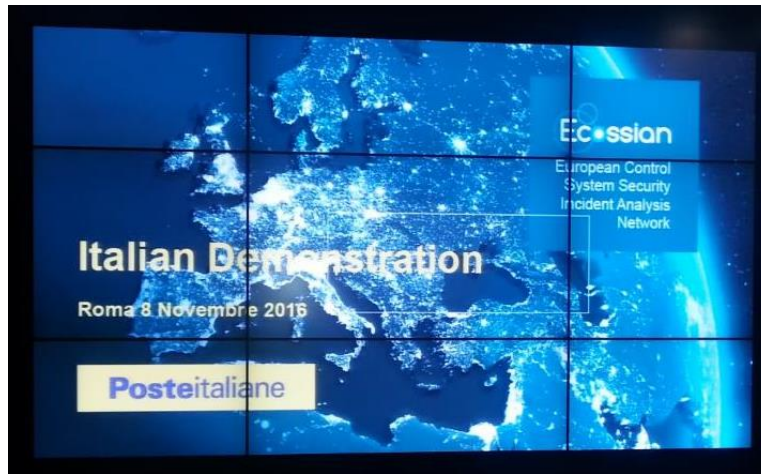 Ecossian
European Control
System Security
Incident Analysis
Network
Italian Demonstration
Roma 8 Novembre 2016
Posteitaliane